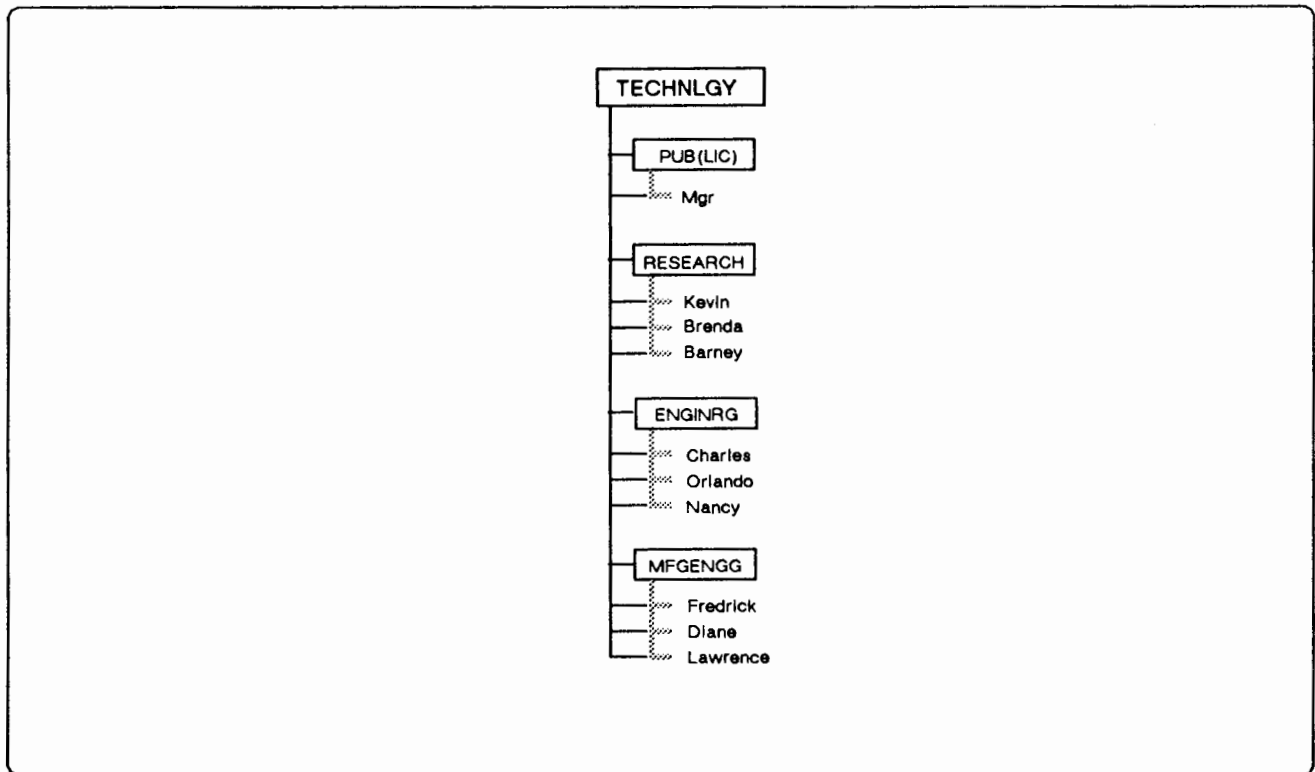 TECHNLGY
PUB(LIC)
Mgr
RESEARCH
Kevin
Brenda
Barney
ENGINRG
Charles
Orlando
Nancy
MFGENGG
Fredrick
Diane
Lawrence